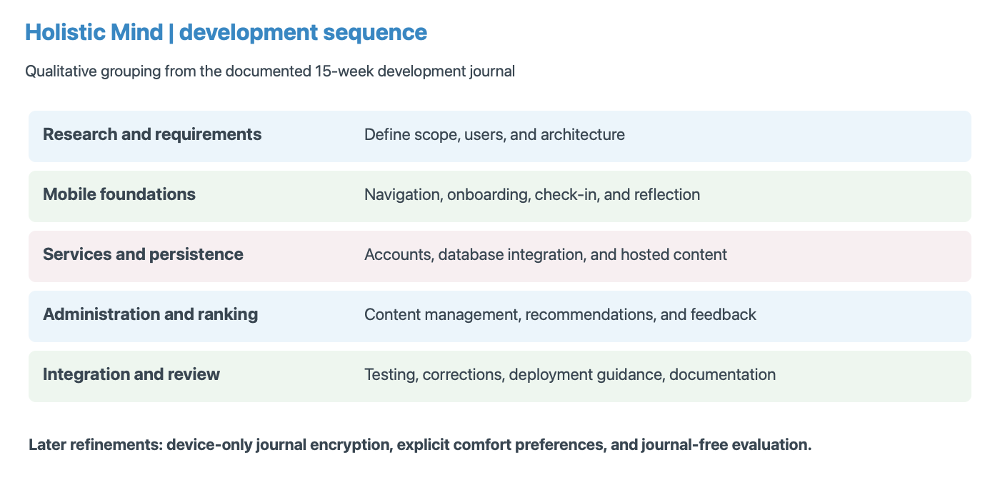 Holistic Mind | development sequence
Qualitative grouping from the documented 15-week development journal
Research and requirements Define scope, users, and architecture
Mobile foundations Navigation, onboarding, check-in, and reflection
Services and persistence Accounts, database integration, and hosted content
Administration and ranking Content management, recommendations, and feedback
Integration and review Testing, corrections, deployment guidance, documentation
Later refinements: device-only journal encryption, explicit comfort preferences, and journal-free evaluation.